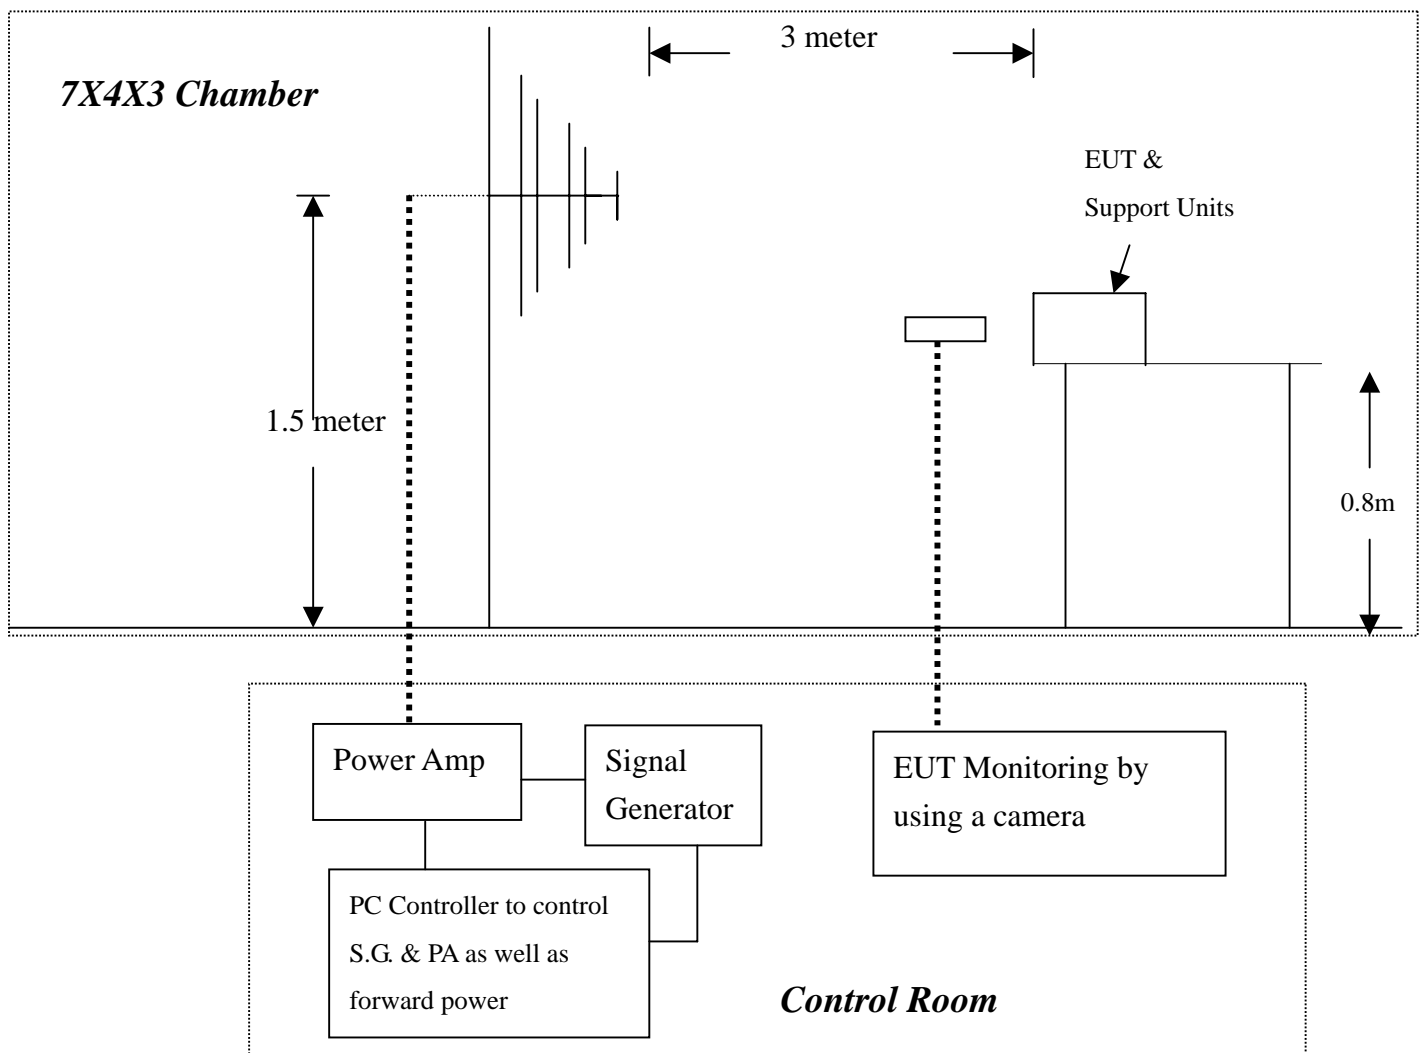 3 meter
7X4X3 Chamber
EUT &
Support Units
1.5 meter
0.8m
Power Amp
Signal
Generator
EUT Monitoring by
using a camera
PC Controller to control
S.G. & PA as well as
forward power
Control Room